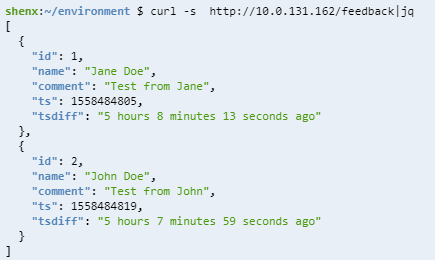 shenx:~/environment $ curl -s  http://10.0.131.162/feedback|jq
[
  {
    "id": 1,
    "name": "Jane Doe",
    "comment": "Test from Jane",
    "ts": 1558484805,
    "tsdiff": "5 hours 8 minutes 13 seconds ago"
  },
  {
    "id": 2,
    "name": "John Doe",
    "comment": "Test from John",
    "ts": 1558484819,
    "tsdiff": "5 hours 7 minutes 59 seconds ago"
  }
]